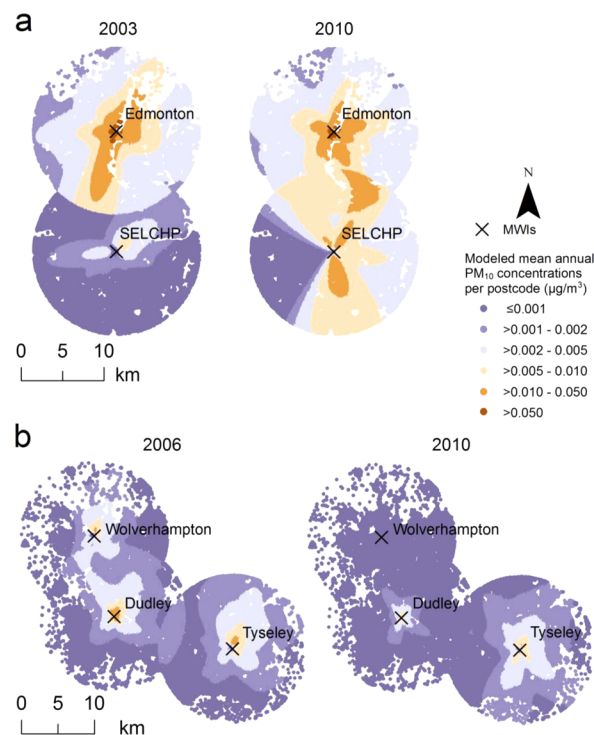 a
2003
2010
Edmonton
Edmonton
SELCHP
SELCHP
N
MWIs
Modeled mean annual
PM10 concentrations
per postcode (µg/m³)
≤0.001
>0.001 - 0.002
>0.002 - 0.005
>0.005 - 0.010
>0.010 - 0.050
>0.050
0 5 10
km
b
2006
2010
Wolverhampton
Wolverhampton
Dudley
Dudley
Tyseley
Tyseley
0 5 10
km